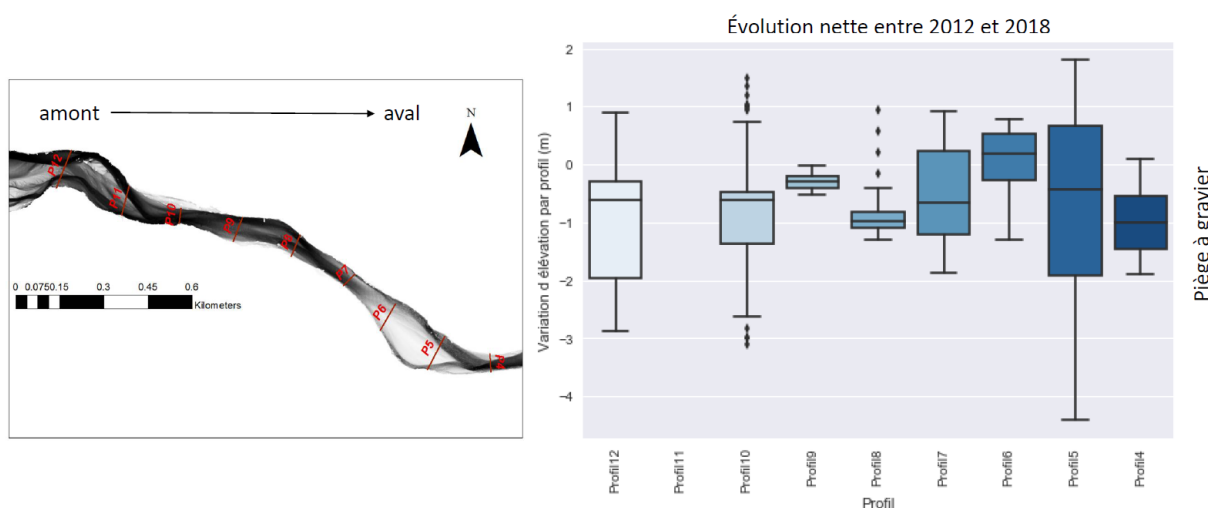 Évolution nette entre 2012 et 2018
amont
aval
N
P12
P11
P10
P9
P8
P7
P6
P5
P4
0 0.0750.15 0.3 0.45 0.6
Kilometers
Variation d élévation par profil (m)
2
1
0
−1
−2
−3
−4
Profil12
Profil11
Profil10
Profil9
Profil8
Profil7
Profil6
Profil5
Profil4
Profil
Piège à gravier